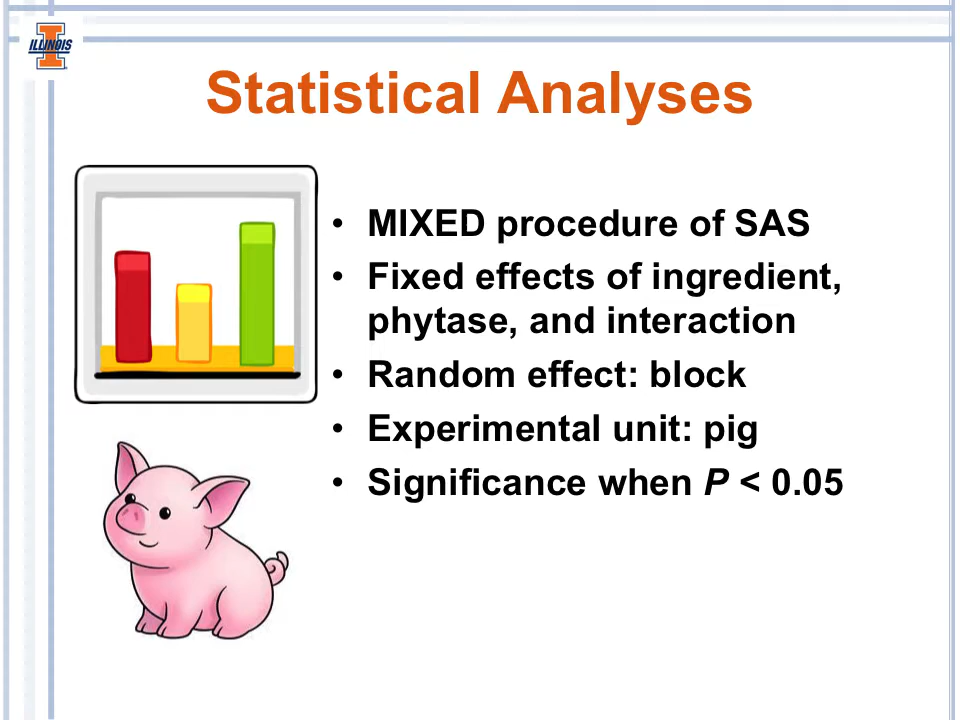 ILLINOIS
Statistical Analyses
• MIXED procedure of SAS
• Fixed effects of ingredient,
phytase, and interaction
• Random effect: block
• Experimental unit: pig
• Significance when P < 0.05